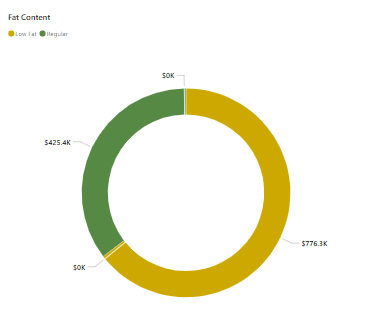 Fat Content
Low Fat Regular
$0K
$425.4K
$776.3K
$0K